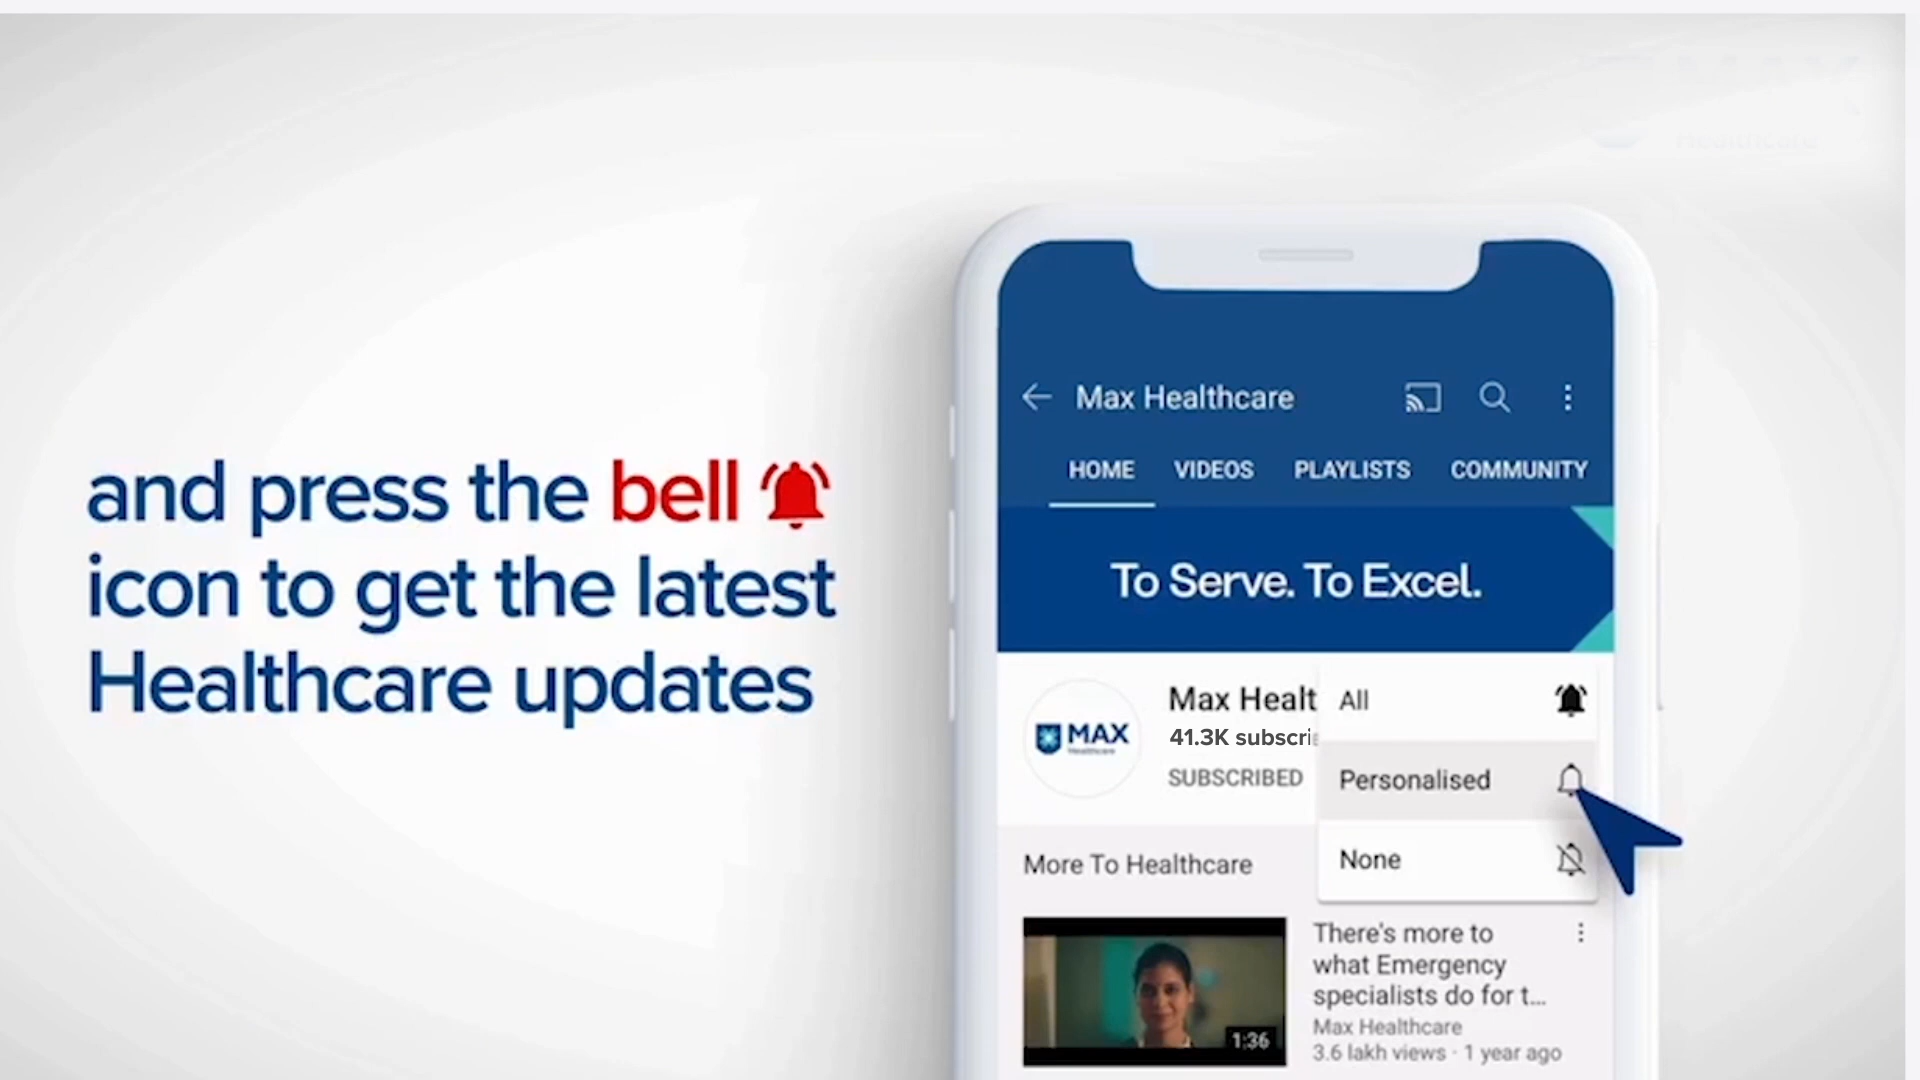 and press the bell
icon to get the latest
Healthcare updates
Max Healthcare
HOME VIDEOS PLAYLISTS COMMUNITY
To Serve. To Excel.
MAX
Healthcare
Max Healt
41.3K subscri
SUBSCRIBED
All
Personalised
None
More To Healthcare
There's more to
what Emergency
specialists do for t...
Max Healthcare
3.6 lakh views · 1 year ago
1:36